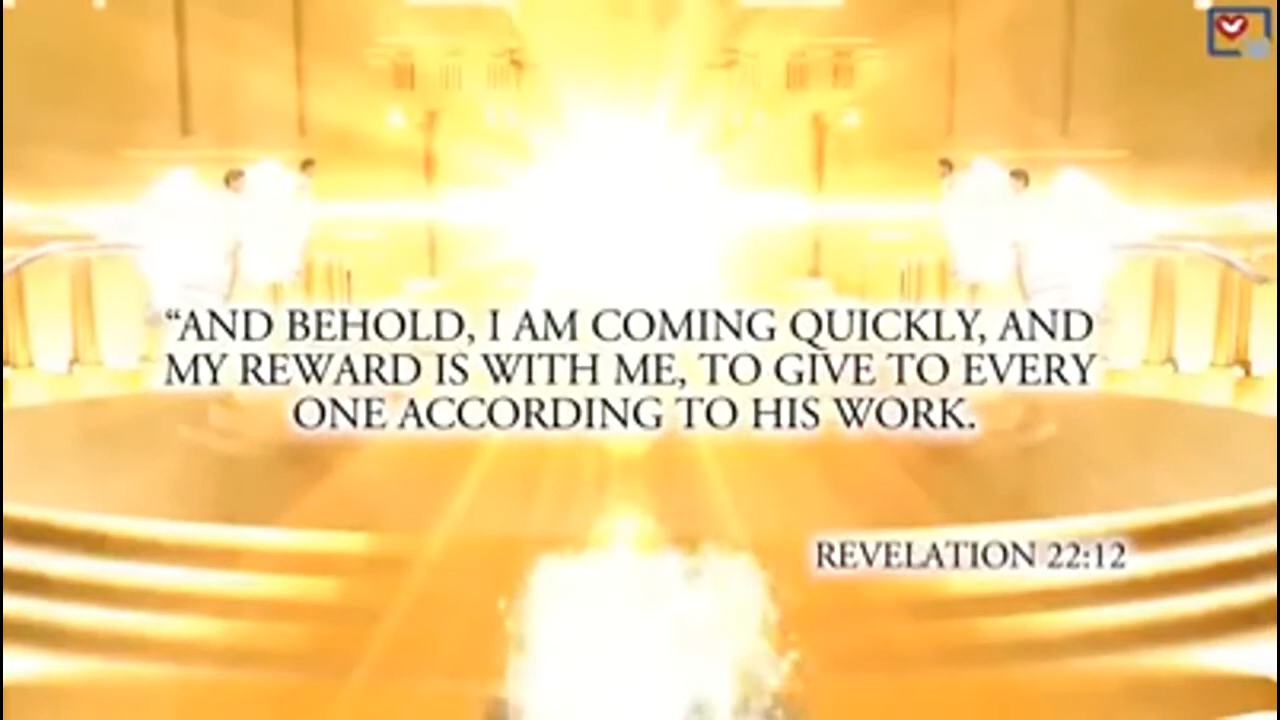 “AND BEHOLD, I AM COMING QUICKLY, AND
MY REWARD IS WITH ME, TO GIVE TO EVERY
ONE ACCORDING TO HIS WORK.
REVELATION 22:12